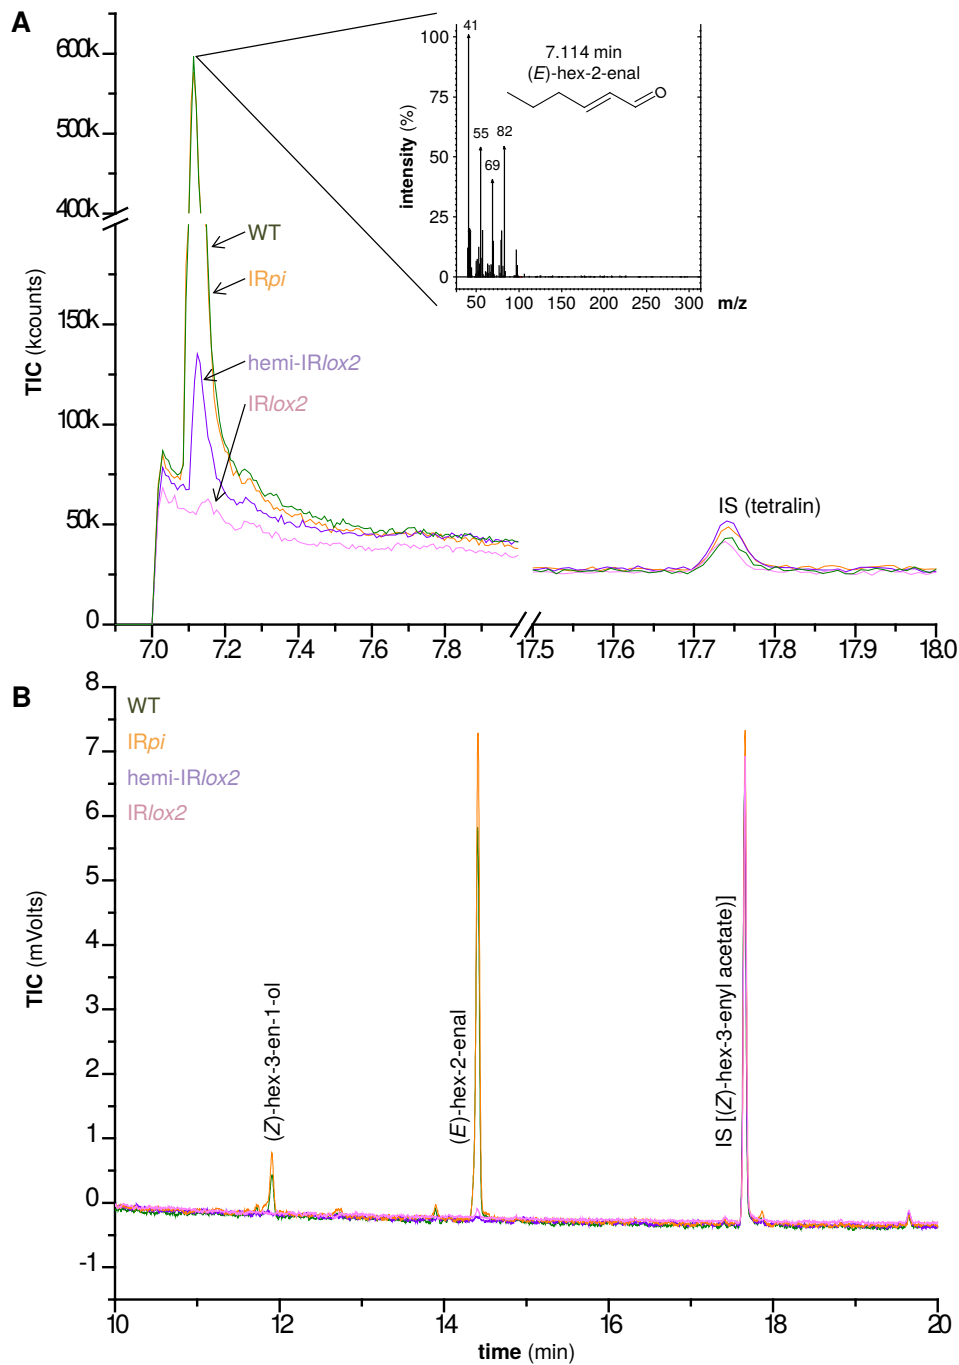 A
600k
500k
400k
150k
100k
50k
0
TIC (kcounts)
WT
IRpi
hemi-IRlox2
IRlox2
100
75
50
25
0
intensity (%)
41
55
69
82
7.114 min
(E)-hex-2-enal
O
50 100 150 200 250 300
m/z
IS (tetralin)
7.0 7.2 7.4 7.6 7.8 17.5 17.6 17.7 17.8 17.9 18.0
B
WT
IRpi
hemi-IRlox2
IRlox2
8
7
6
5
4
3
2
1
0
-1
TIC (mVolts)
(Z)-hex-3-en-1-ol
(E)-hex-2-enal
IS [(Z)-hex-3-enyl acetate)]
10 12 14 16 18 20
time (min)